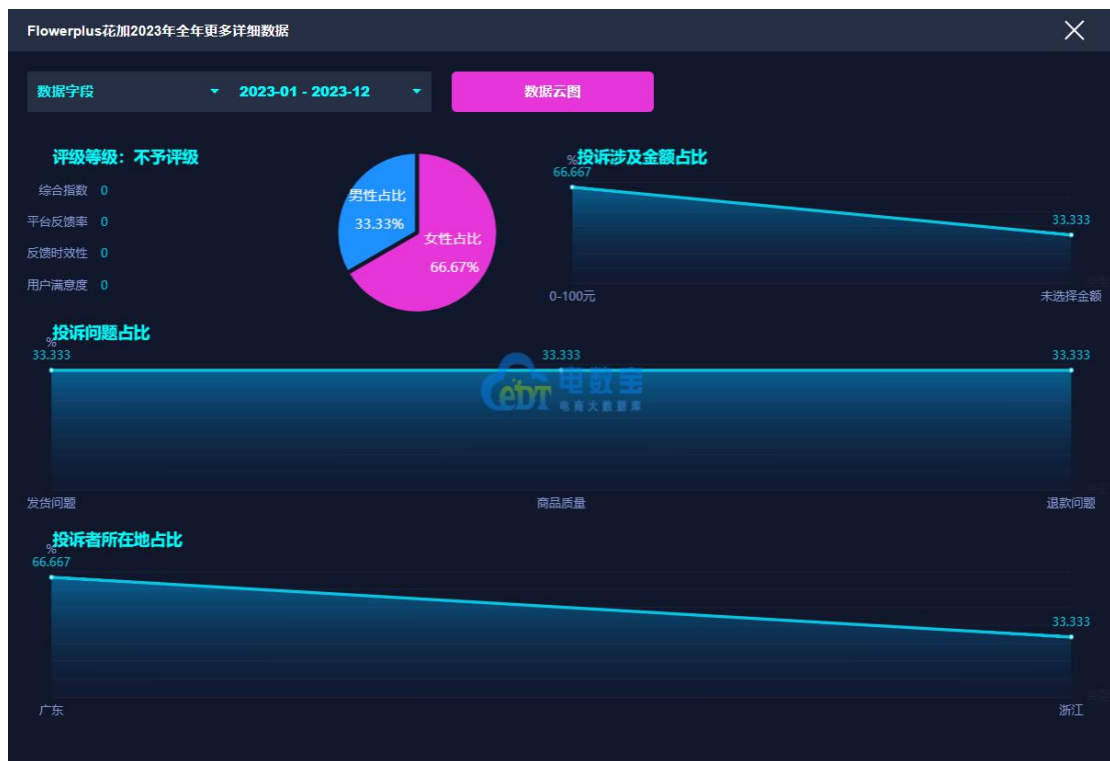 Flowerplus花加2023年全年更多详细数据
数据字段
2023-01 - 2023-12
数据云图
评级等级：不予评级
综合指数 0
平台反馈率 0
反馈时效性 0
用户满意度 0
男性占比
33.33%
女性占比
66.67%
投诉涉及金额占比
%
66.667
33.333
0-100元
未选择金额
投诉问题占比
%
33.333
33.333
33.333
eDT
电数宝
电商大数据库
发货问题
商品质量
退款问题
投诉者所在地占比
%
66.667
33.333
广东
浙江